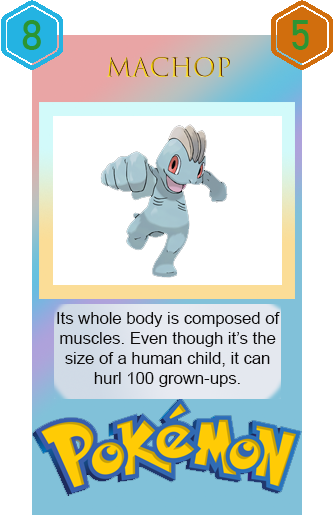 8 5
MACHOP
Its whole body is composed of
muscles. Even though it’s the
size of a human child, it can
hurl 100 grown-ups.
POKéMON